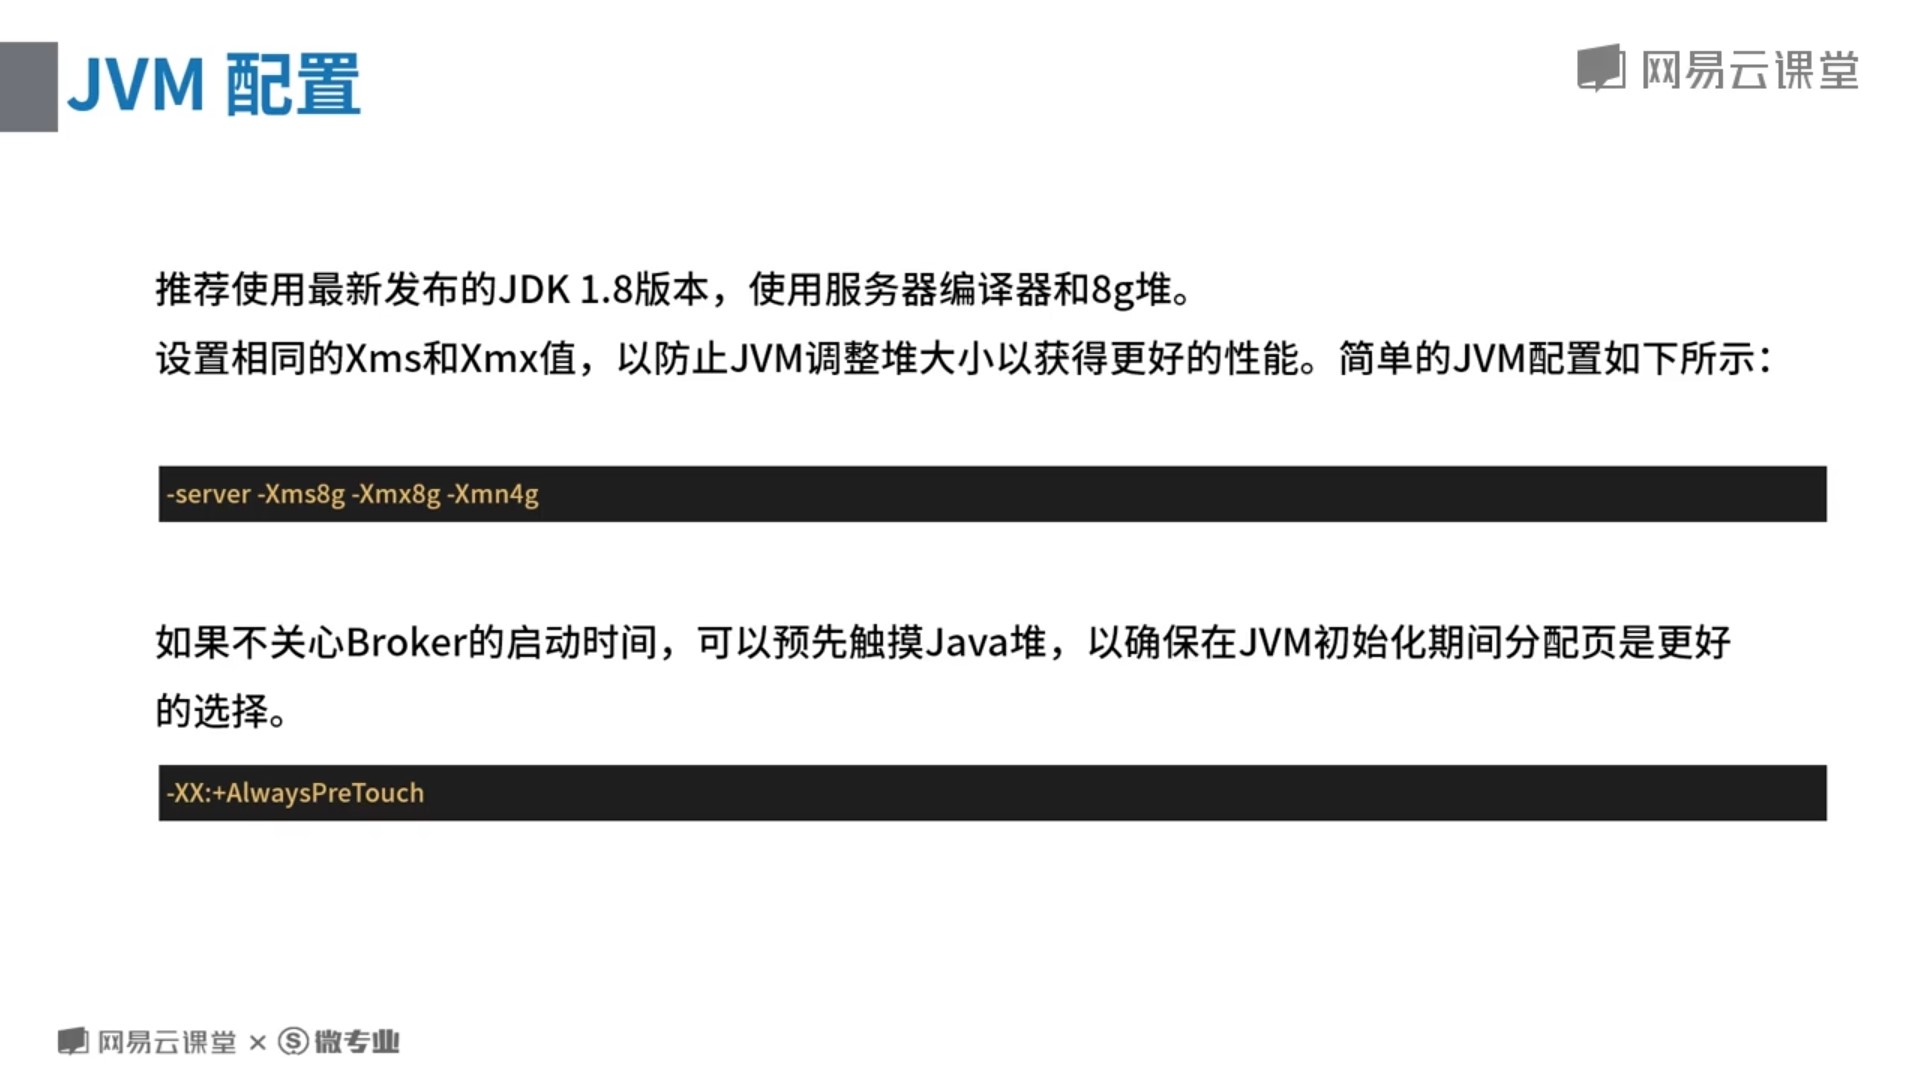 JVM 配置
网易云课堂
推荐使用最新发布的JDK 1.8版本，使用服务器编译器和8g堆。
设置相同的Xms和Xmx值，以防止JVM调整堆大小以获得更好的性能。简单的JVM配置如下所示：
-server -Xms8g -Xmx8g -Xmn4g
如果不关心Broker的启动时间，可以预先触摸Java堆，以确保在JVM初始化期间分配页是更好
的选择。
-XX:+AlwaysPreTouch
网易云课堂 × S 微专业